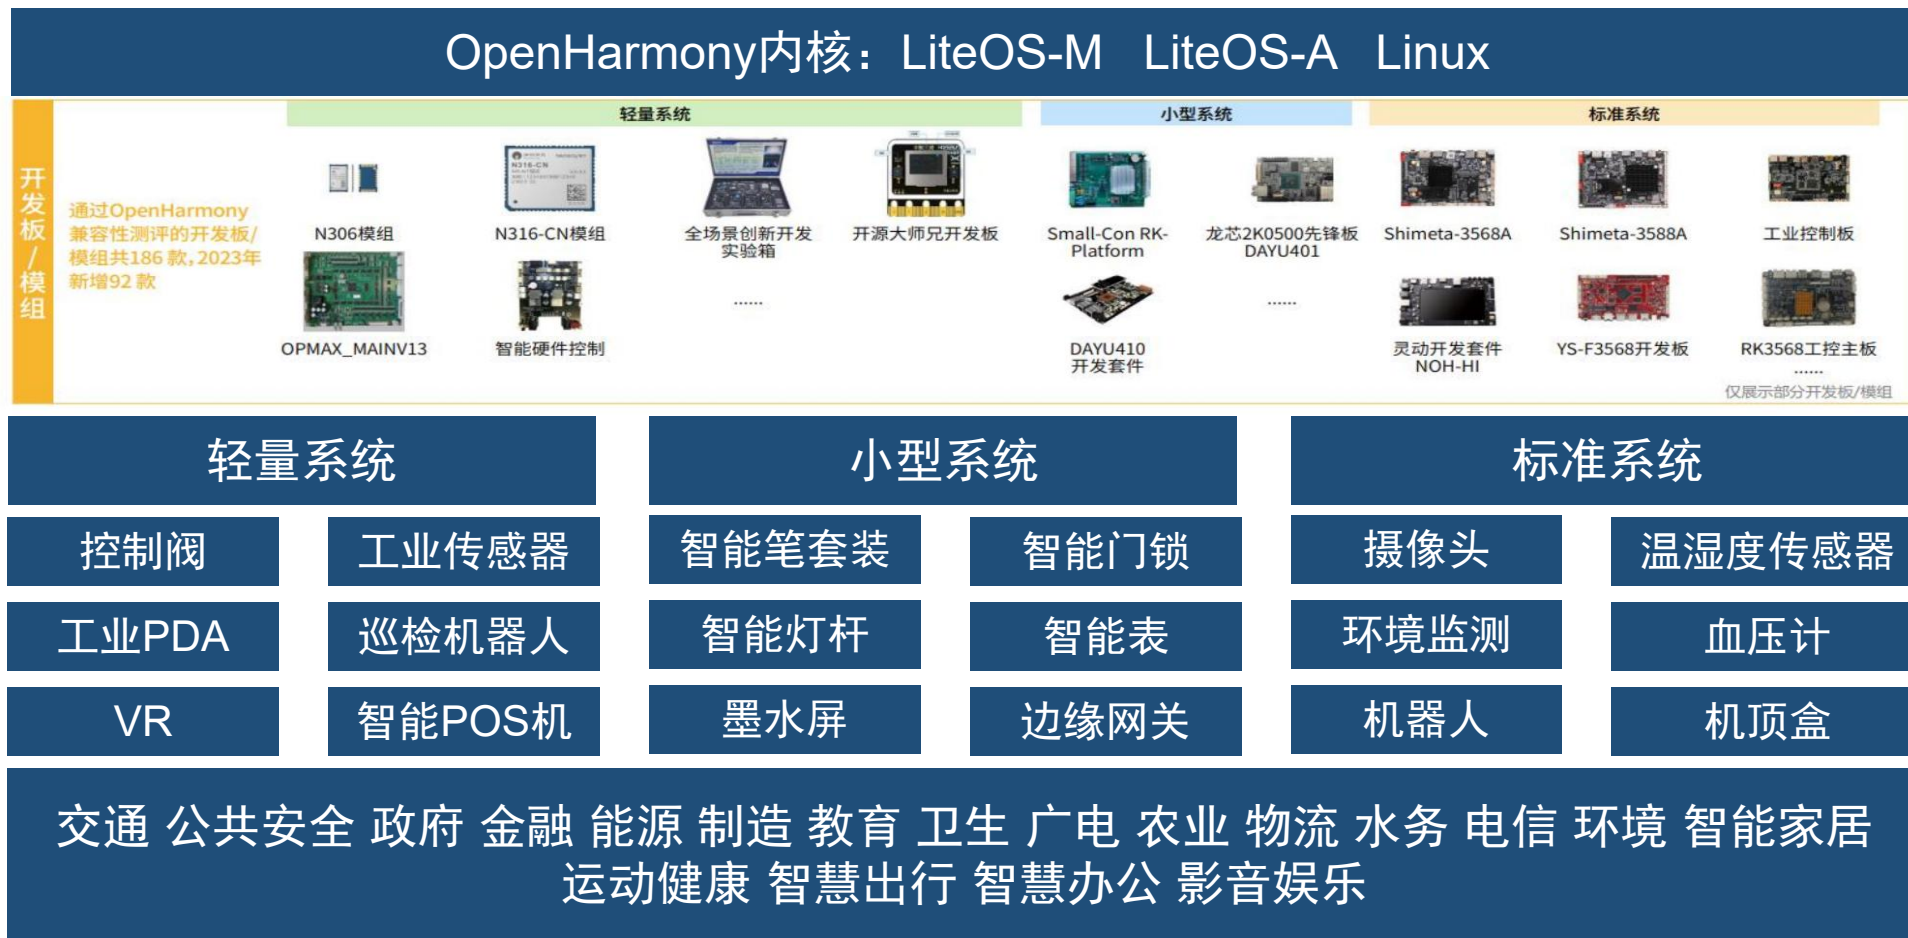 OpenHarmony内核：LiteOS-M LiteOS-A Linux
轻量系统 小型系统 标准系统
开发板/模组
通过OpenHarmony
兼容性测评的开发板/
模组共186 款，2023年
新增92 款
N306模组 N316-CN模组 全场景创新开发 开源大师兄开发板 Small-Con RK- 龙芯2K0500先锋板 Shimeta-3568A Shimeta-3588A 工业控制板
实验箱 Platform DAYU401
N316-CN
OPMAX_MAINV13 智能硬件控制 …… DAYU410 …… 灵动开发套件 YS-F3568开发板 RK3568工控主板
开发套件 NOH-HI ……
仅展示部分开发板/模组
轻量系统 小型系统 标准系统
控制阀 工业传感器 智能笔套装 智能门锁 摄像头 温湿度传感器
工业PDA 巡检机器人 智能灯杆 智能表 环境监测 血压计
VR 智能POS机 墨水屏 边缘网关 机器人 机顶盒
交通 公共安全 政府 金融 能源 制造 教育 卫生 广电 农业 物流 水务 电信 环境 智能家居
运动健康 智慧出行 智慧办公 影音娱乐